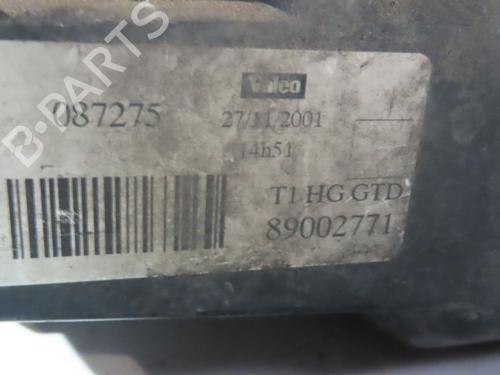 Valeo
087275
27/11/2001
14h51
T1 HG GTD
89002771
B-PARTS